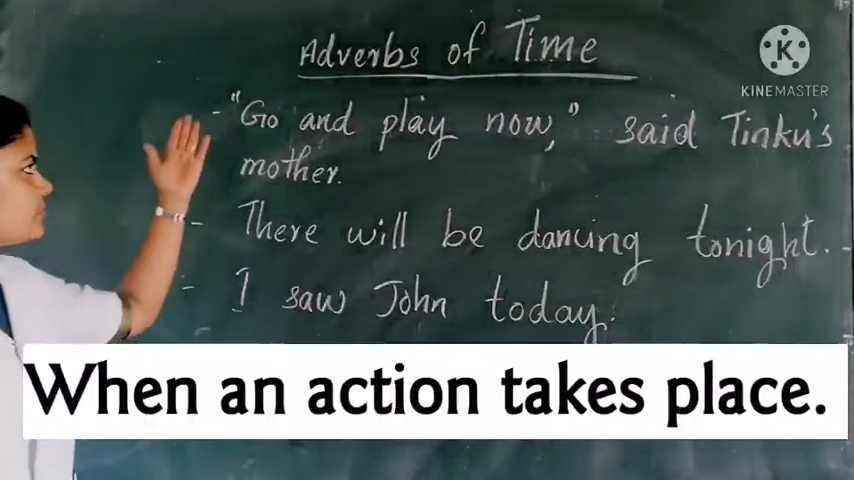 Adverbs of Time
K
KINEMASTER
- "Go and play now," said Tinku's
mother.
- There will be dancing tonight.
- I saw John today.
When an action takes place.